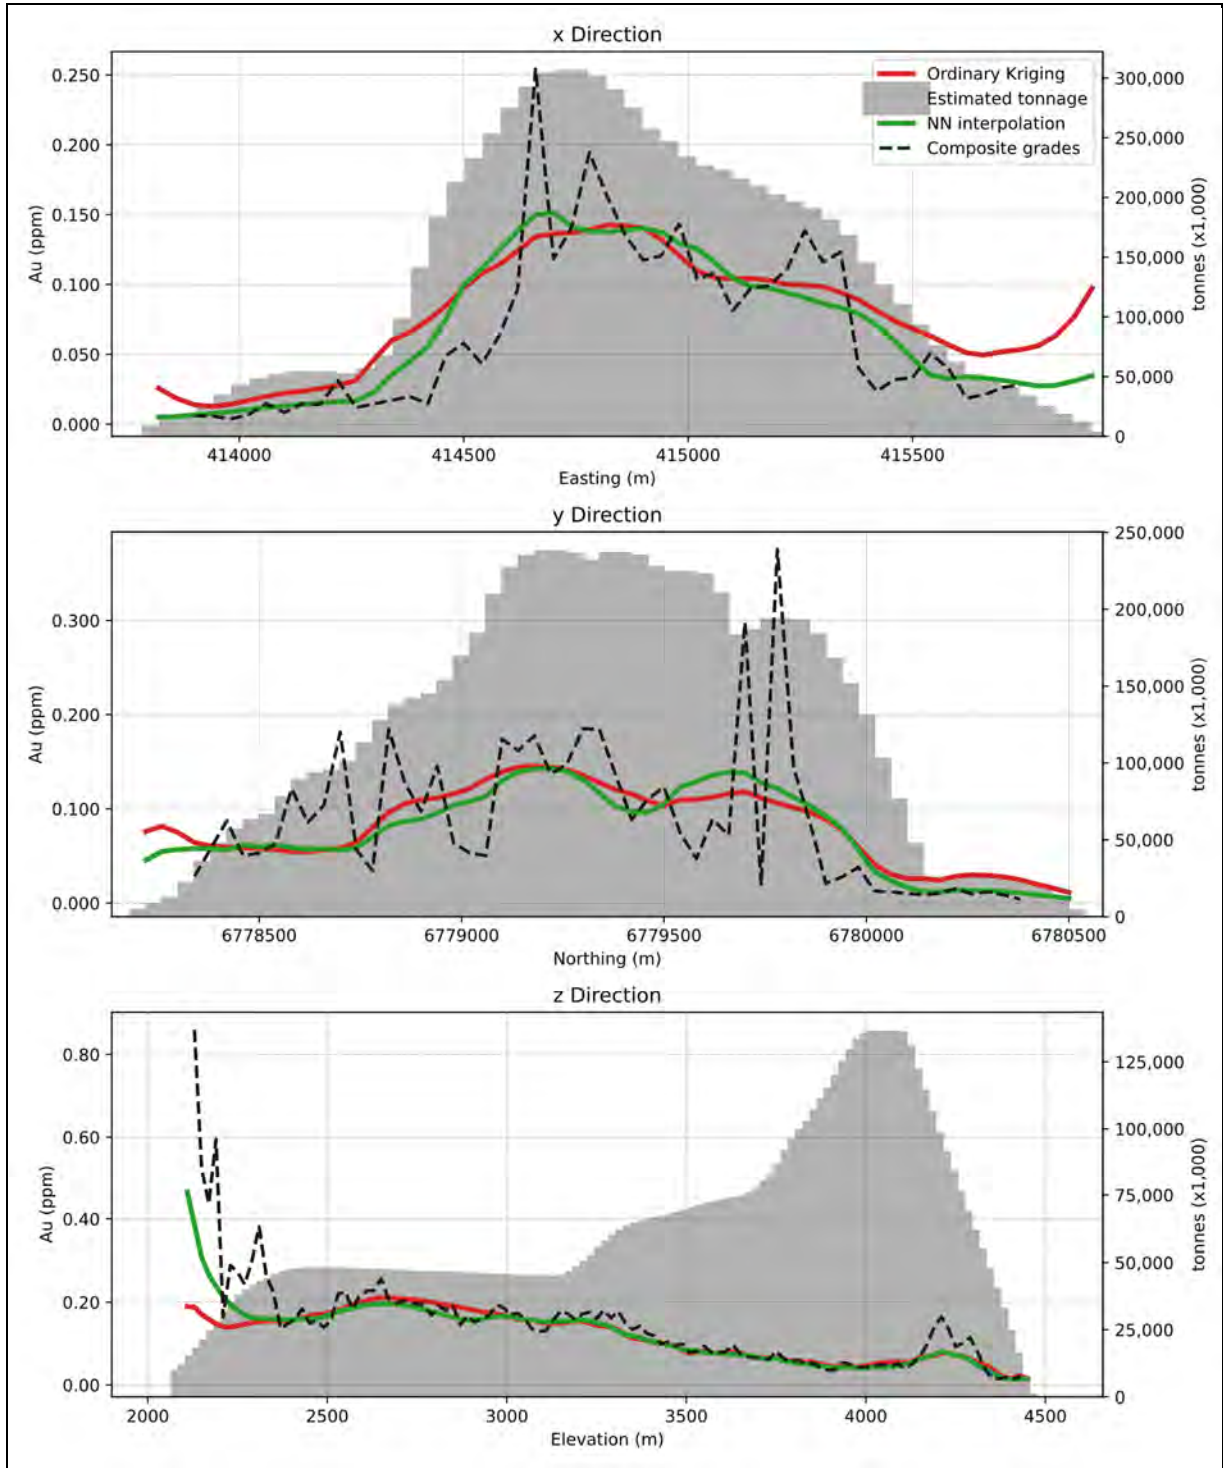 x Direction
0.250
0.200
0.150
0.100
0.050
0.000
Au (ppm)
Ordinary Kriging
Estimated tonnage
NN interpolation
Composite grades
300,000
250,000
200,000
150,000
100,000
50,000
0
tonnes (x1,000)
414000 414500 415000 415500
Easting (m)
y Direction
0.300
0.200
0.100
0.000
Au (ppm)
250,000
200,000
150,000
100,000
50,000
0
tonnes (x1,000)
6778500 6779000 6779500 6780000 6780500
Northing (m)
z Direction
0.80
0.60
0.40
0.20
0.00
Au (ppm)
125,000
100,000
75,000
50,000
25,000
0
tonnes (x1,000)
2000 2500 3000 3500 4000 4500
Elevation (m)